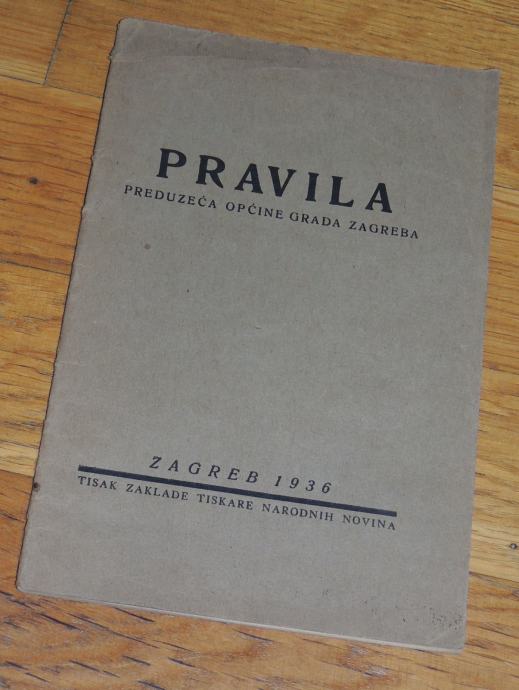 PRAVILA
PREDUZEĆA OPĆINE GRADA ZAGREBA
ZAGREB 1936
TISAK ZAKLADE TISKARE NARODNIH NOVINA